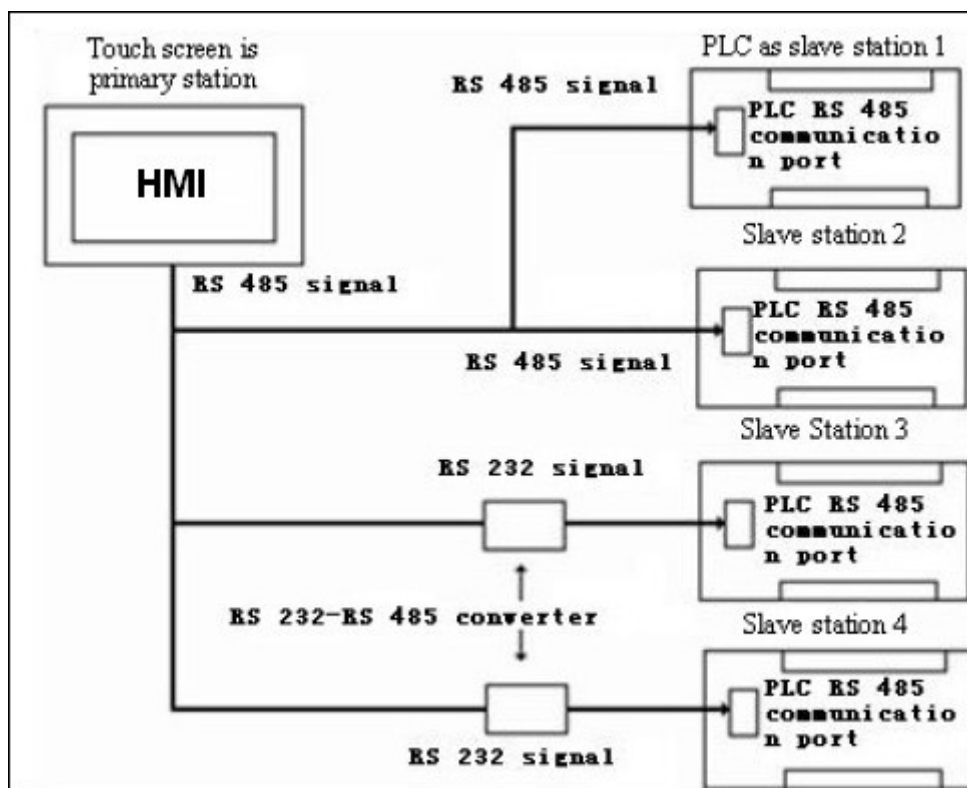 Touch screen is
primary station
HMI
RS 485 signal
RS 485 signal
PLC as slave station 1
PLC RS 485
communicatio
n port
Slave station 2
RS 485 signal
PLC RS 485
communicatio
n port
Slave Station 3
RS 232 signal
PLC RS 485
communicatio
n port
RS 232-RS 485 converter
Slave station 4
RS 232 signal
PLC RS 485
communicatio
n port